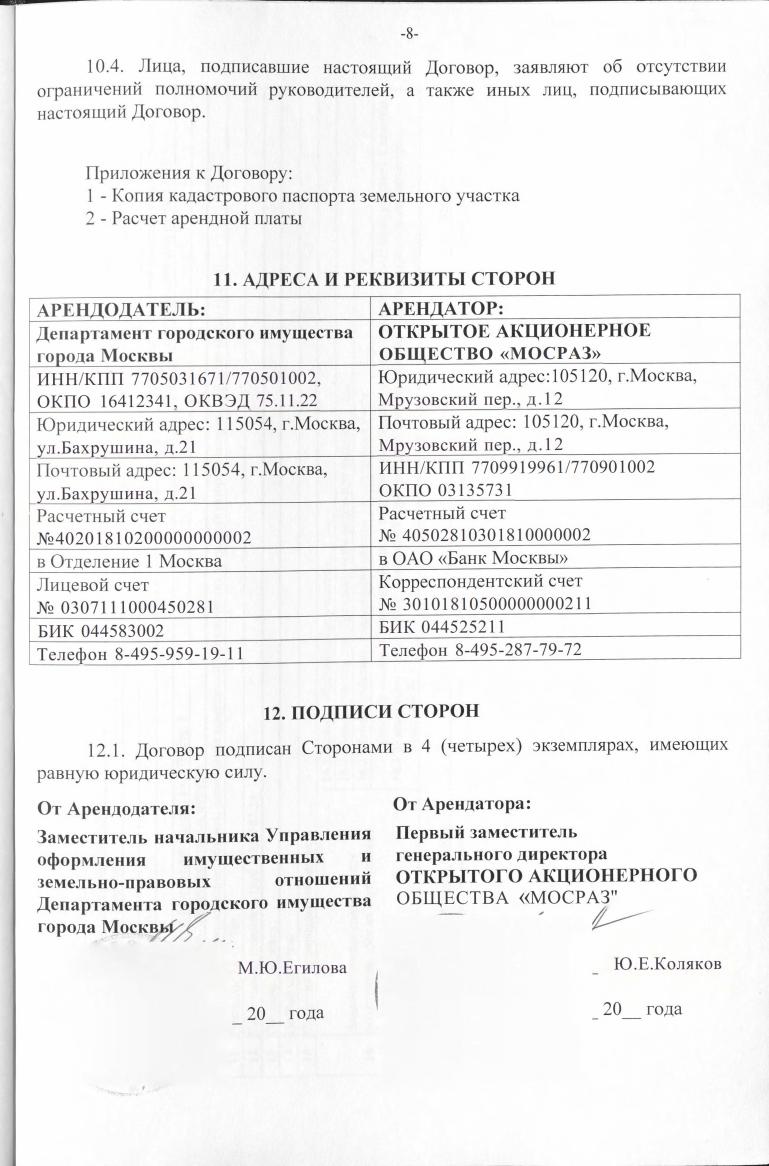 -8-
10.4. Лица, подписавшие настоящий Договор, заявляют об отсутствии
ограничений полномочий руководителей, а также иных лиц, подписывающих
настоящий Договор.
Приложения к Договору:
1 - Копия кадастрового паспорта земельного участка
2 - Расчет арендной платы
11. АДРЕСА И РЕКВИЗИТЫ СТОРОН
АРЕНДОДАТЕЛЬ:
Департамент городского имущества
города Москвы
ИНН/КПП 7705031671/770501002,
ОКПО 16412341, ОКВЭД 75.11.22
Юридический адрес: 115054, г.Москва,
ул.Бахрушина, д.21
Почтовый адрес: 115054, г.Москва,
ул.Бахрушина, д.21
Расчетный счет
№40201810200000000002
в Отделение 1 Москва
Лицевой счет
№ 0307111000450281
БИК 044583002
Телефон 8-495-959-19-11
АРЕНДАТОР:
ОТКРЫТОЕ АКЦИОНЕРНОЕ
ОБЩЕСТВО «МОСРАЗ»
Юридический адрес:105120, г.Москва,
Мрузовский пер., д.12
Почтовый адрес: 105120, г.Москва,
Мрузовский пер., д.12
ИНН/КПП 7709919961/770901002
ОКПО 03135731
Расчетный счет
№ 40502810301810000002
в ОАО «Банк Москвы»
Корреспондентский счет
№ 30101810500000000211
БИК 044525211
Телефон 8-495-287-79-72
12. ПОДПИСИ СТОРОН
12.1. Договор подписан Сторонами в 4 (четырех) экземплярах, имеющих
равную юридическую силу.
От Арендодателя:
Заместитель начальника Управления
оформления имущественных и
земельно-правовых отношений
Департамента городского имущества
города Москвы
М.Ю.Егилова
_ 20__ года
От Арендатора:
Первый заместитель
генерального директора
ОТКРЫТОГО АКЦИОНЕРНОГО
ОБЩЕСТВА «МОСРАЗ"
_ Ю.Е.Коляков
_ 20__ года